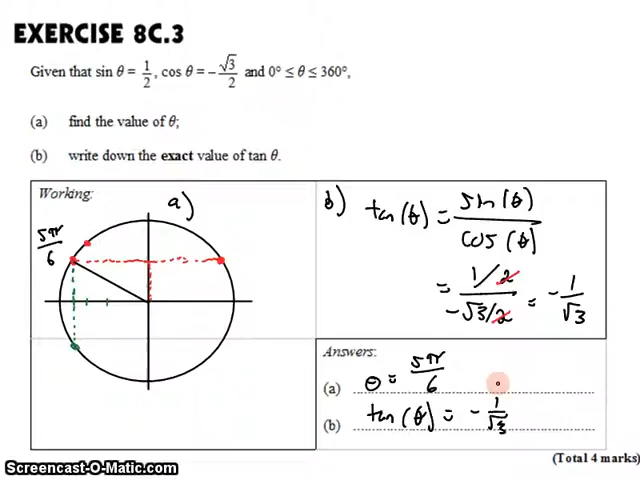 EXERCISE 8C.3
Given that sin θ = 1/2, cos θ = −√3/2 and 0° ≤ θ ≤ 360°,
(a) find the value of θ;
(b) write down the exact value of tan θ.
Working:
a)
5π/6
b) tan(θ) = sin(θ)/cos(θ)
= (1/2)/(−√3/2) = −1/√3
Answers:
(a) θ = 5π/6
(b) tan(θ) = −1/√3
(Total 4 marks)
Screencast-O-Matic.com